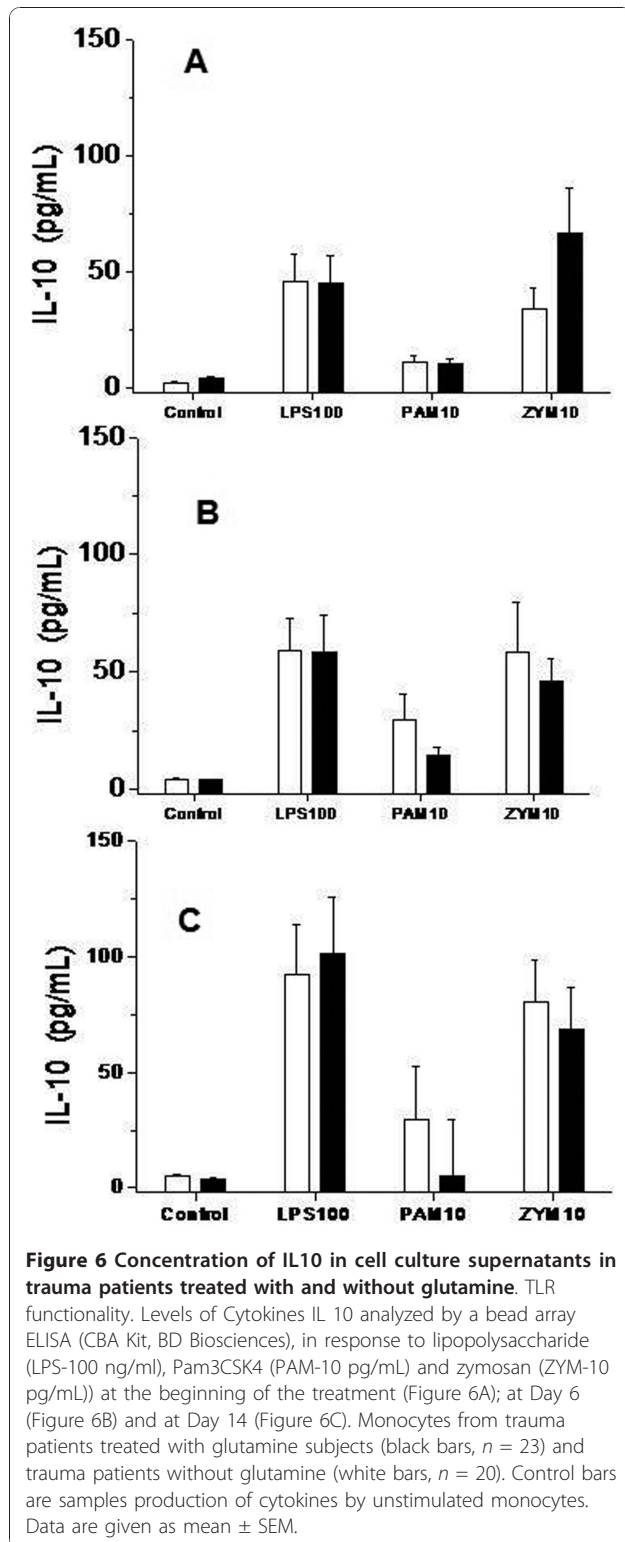 150
A
100
50
0
IL-10 (pg/mL)
Control LPS100 PAM10 ZYM10
150
B
100
50
0
IL-10 (pg/mL)
Control LPS100 PAM10 ZYM10
150
C
100
50
0
IL-10 (pg/mL)
Control LPS100 PAM10 ZYM10
Figure 6 Concentration of IL10 in cell culture supernatants in
trauma patients treated with and without glutamine. TLR
functionality. Levels of Cytokines IL 10 analyzed by a bead array
ELISA (CBA Kit, BD Biosciences), in response to lipopolysaccharide
(LPS-100 ng/ml), Pam3CSK4 (PAM-10 pg/mL) and zymosan (ZYM-10
pg/mL)) at the beginning of the treatment (Figure 6A); at Day 6
(Figure 6B) and at Day 14 (Figure 6C). Monocytes from trauma
patients treated with glutamine subjects (black bars, n = 23) and
trauma patients without glutamine (white bars, n = 20). Control bars
are samples production of cytokines by unstimulated monocytes.
Data are given as mean ± SEM.